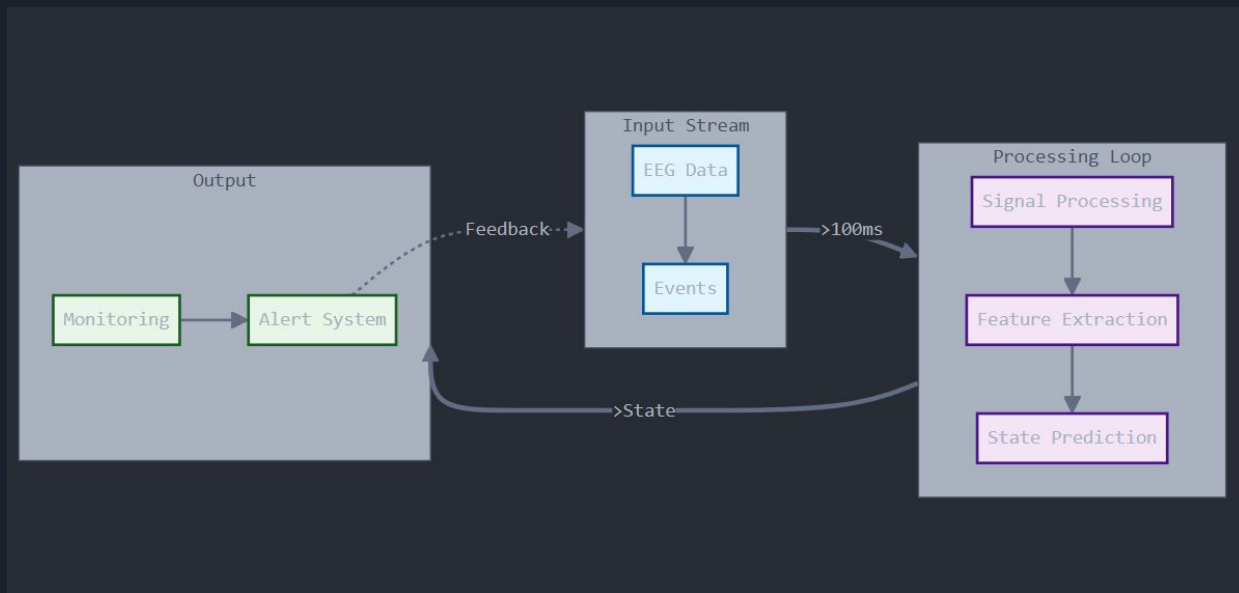 Output
Monitoring
Alert System
Feedback
Input Stream
EEG Data
Events
>100ms
>State
Processing Loop
Signal Processing
Feature Extraction
State Prediction